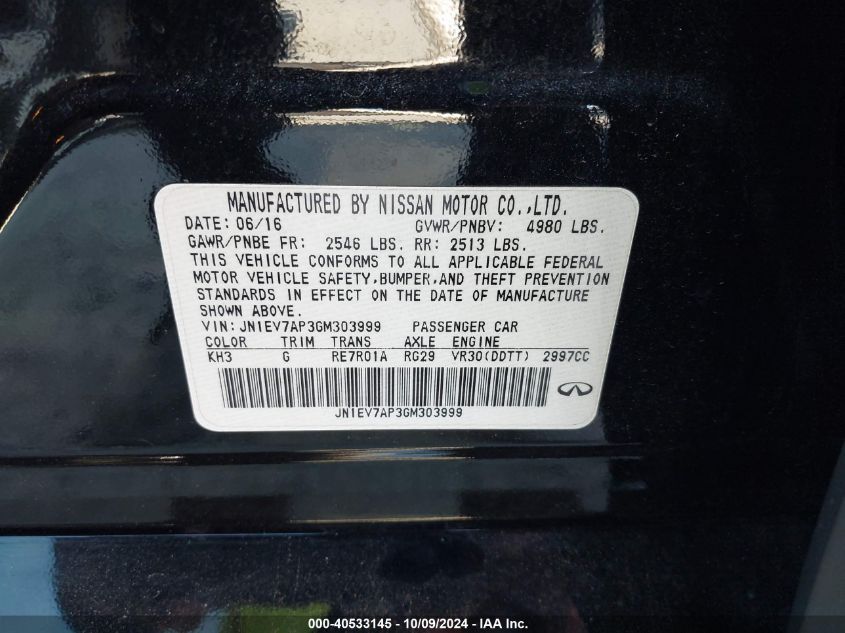 MANUFACTURED BY NISSAN MOTOR CO.,LTD.
DATE: 06/16 GVWR/PNBV: 4980 LBS.
GAWR/PNBE FR: 2546 LBS. RR: 2513 LBS.
THIS VEHICLE CONFORMS TO ALL APPLICABLE FEDERAL
MOTOR VEHICLE SAFETY,BUMPER,AND THEFT PREVENTION
STANDARDS IN EFFECT ON THE DATE OF MANUFACTURE
SHOWN ABOVE.
VIN: JN1EV7AP3GM303999 PASSENGER CAR
COLOR TRIM TRANS AXLE ENGINE
KH3 G RE7R01A RG29 VR30(DDTT) 2997CC
JN1EV7AP3GM303999
000-40533145 - 10/09/2024 - IAA Inc.